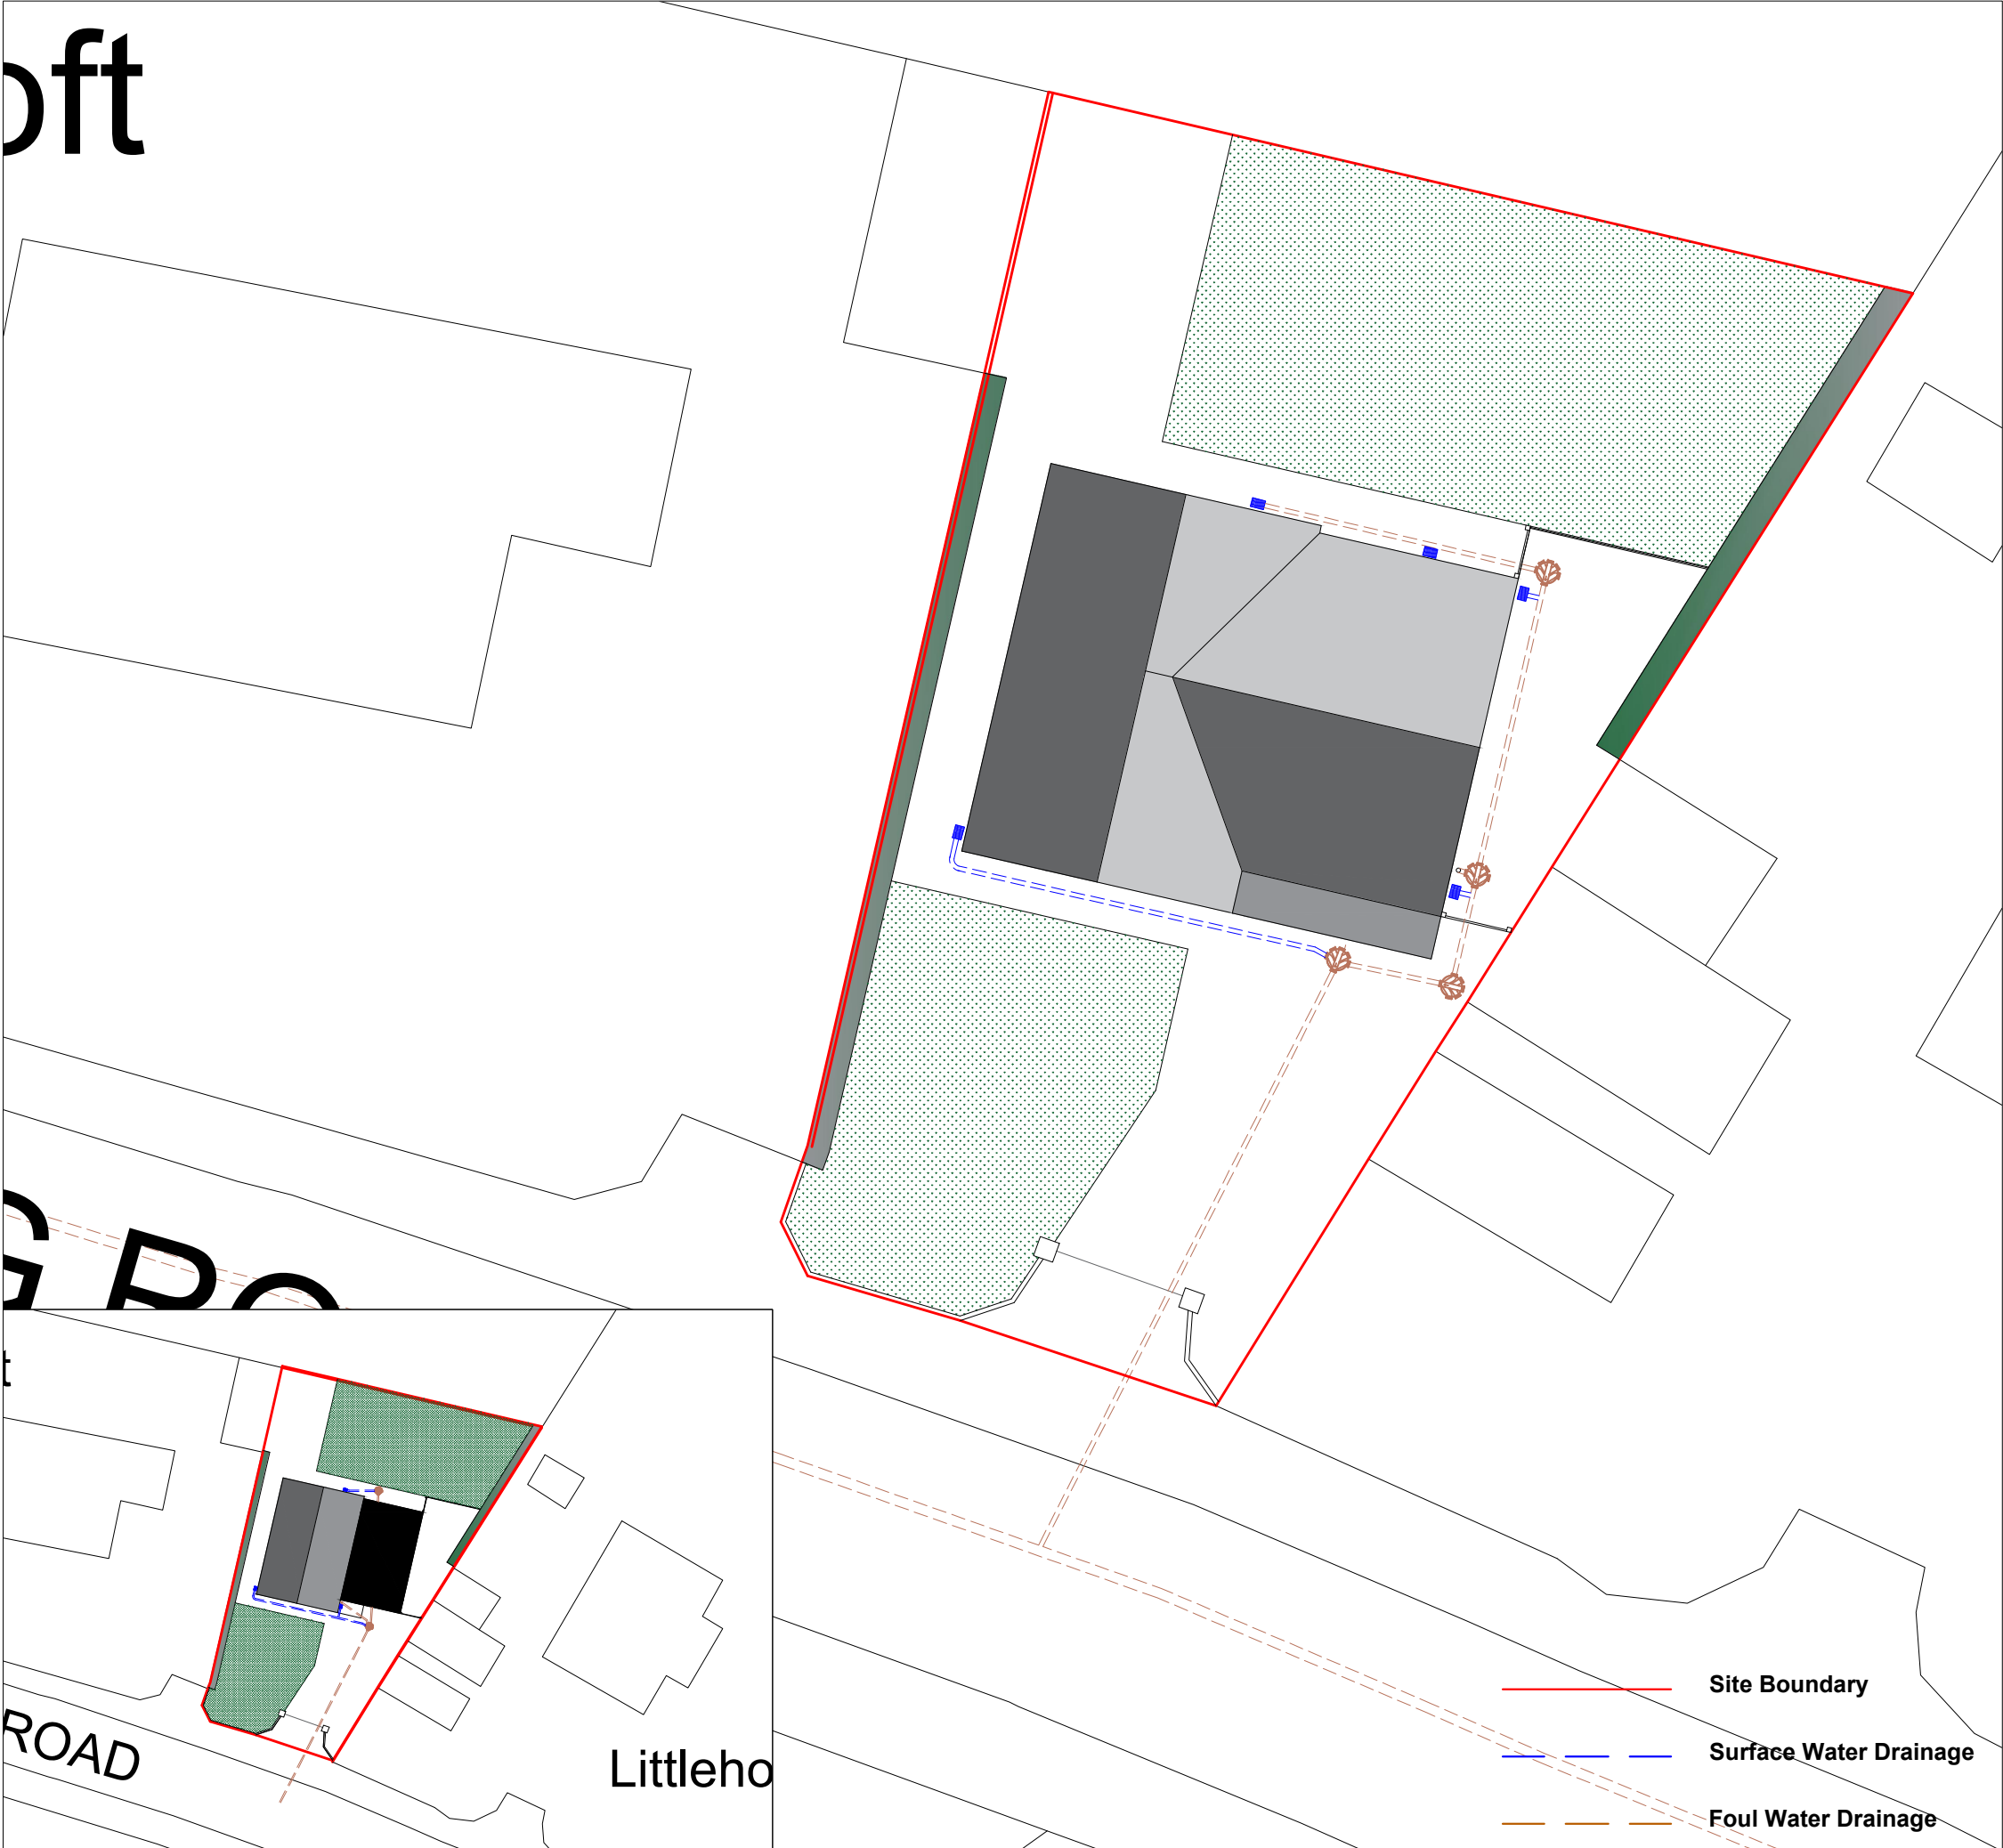 oft
G RO
t
ROAD
Littleho
Site Boundary
Surface Water Drainage
Foul Water Drainage